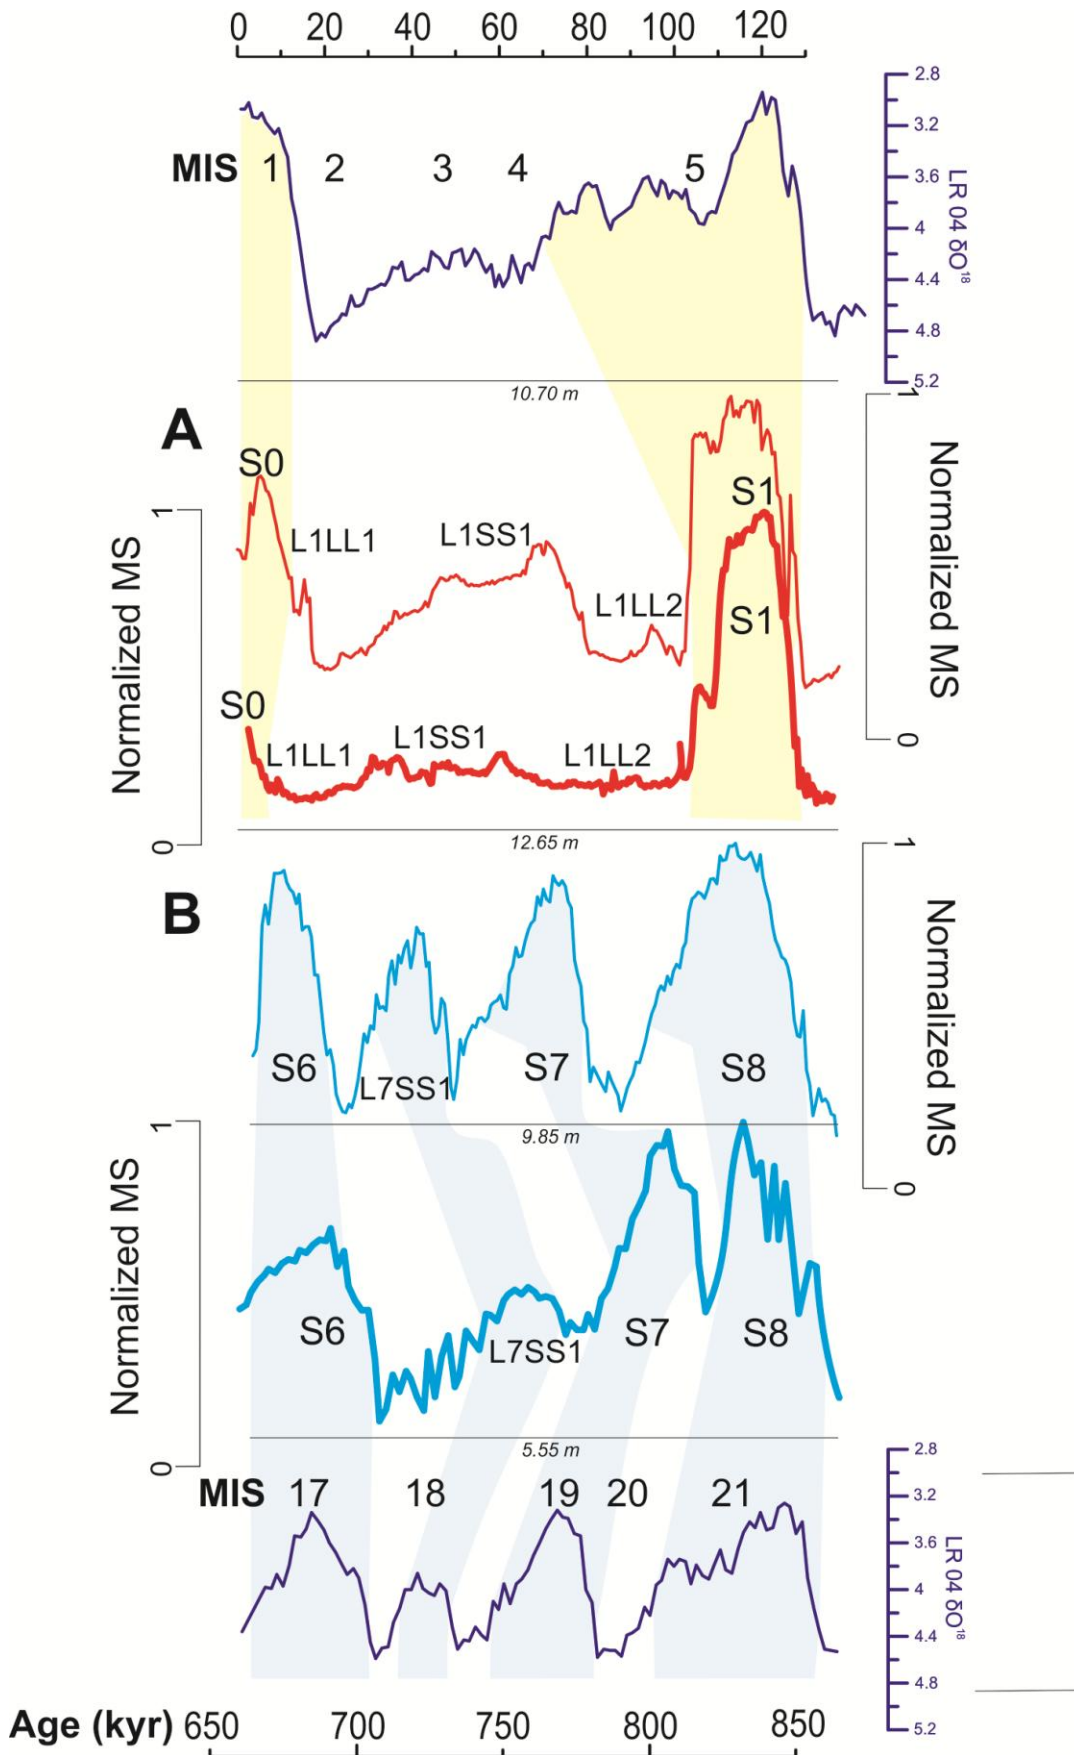 0 20 40 60 80 100 120
2.8
3.2
MIS 1 2 3 4 5
3.6
4
4.4
4.8
5.2
LR 04 δO¹⁸
10.70 m
A
1
Normalized MS
0
S0
1
Normalized MS
0
L1LL1
L1SS1
L1LL2
S1
S1
S0
L1LL1
L1SS1
L1LL2
12.65 m
B
1
Normalized MS
0
S6
L7SS1
S7
S8
9.85 m
1
Normalized MS
0
S6
L7SS1
S7
S8
5.55 m
MIS 17 18 19 20 21
2.8
3.2
3.6
4
4.4
4.8
5.2
LR 04 δO¹⁸
Age (kyr) 650 700 750 800 850